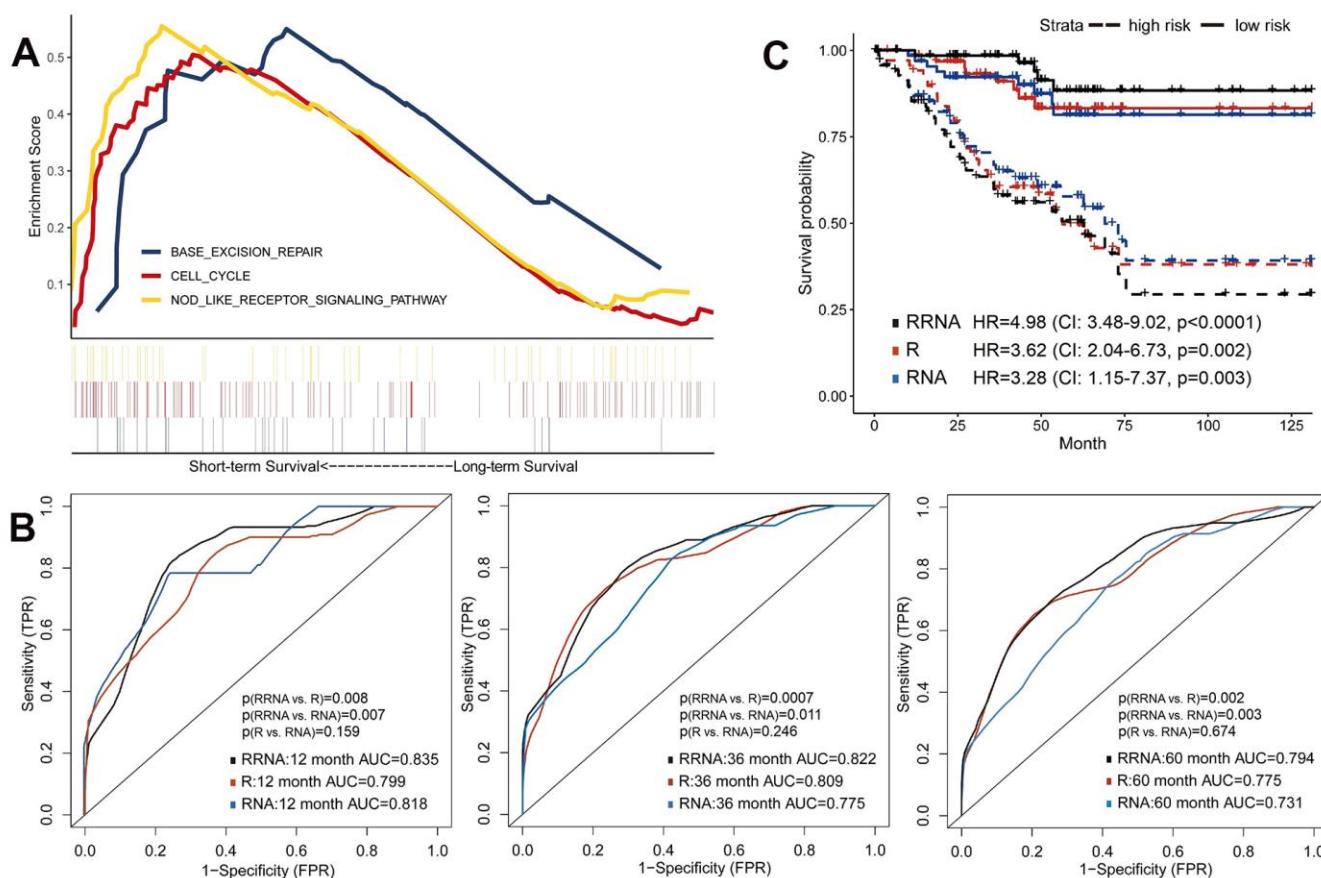 A
Enrichment Score
0.5
0.4
0.3
0.2
0.1
BASE_EXCISION_REPAIR
CELL_CYCLE
NOD_LIKE_RECEPTOR_SIGNALING_PATHWAY
Short-term Survival<--------------------Long-term Survival
C
Strata high risk low risk
Survival probability
1.00
0.75
0.50
0.25
0.00
RRNA HR=4.98 (CI: 3.48-9.02, p<0.0001)
R HR=3.62 (CI: 2.04-6.73, p=0.002)
RNA HR=3.28 (CI: 1.15-7.37, p=0.003)
0 25 50 75 100 125
Month
B
Sensitivity (TPR)
1.0
0.8
0.6
0.4
0.2
0.0
p(RRNA vs. R)=0.008
p(RRNA vs. RNA)=0.007
p(R vs. RNA)=0.159
RRNA:12 month AUC=0.835
R:12 month AUC=0.799
RNA:12 month AUC=0.818
0.0 0.2 0.4 0.6 0.8 1.0
1-Specificity (FPR)
Sensitivity (TPR)
1.0
0.8
0.6
0.4
0.2
0.0
p(RRNA vs. R)=0.0007
p(RRNA vs. RNA)=0.011
p(R vs. RNA)=0.246
RRNA:36 month AUC=0.822
R:36 month AUC=0.809
RNA:36 month AUC=0.775
0.0 0.2 0.4 0.6 0.8 1.0
1-Specificity (FPR)
Sensitivity (TPR)
1.0
0.8
0.6
0.4
0.2
0.0
p(RRNA vs. R)=0.002
p(RRNA vs. RNA)=0.003
p(R vs. RNA)=0.674
RRNA:60 month AUC=0.794
R:60 month AUC=0.775
RNA:60 month AUC=0.731
0.0 0.2 0.4 0.6 0.8 1.0
1-Specificity (FPR)